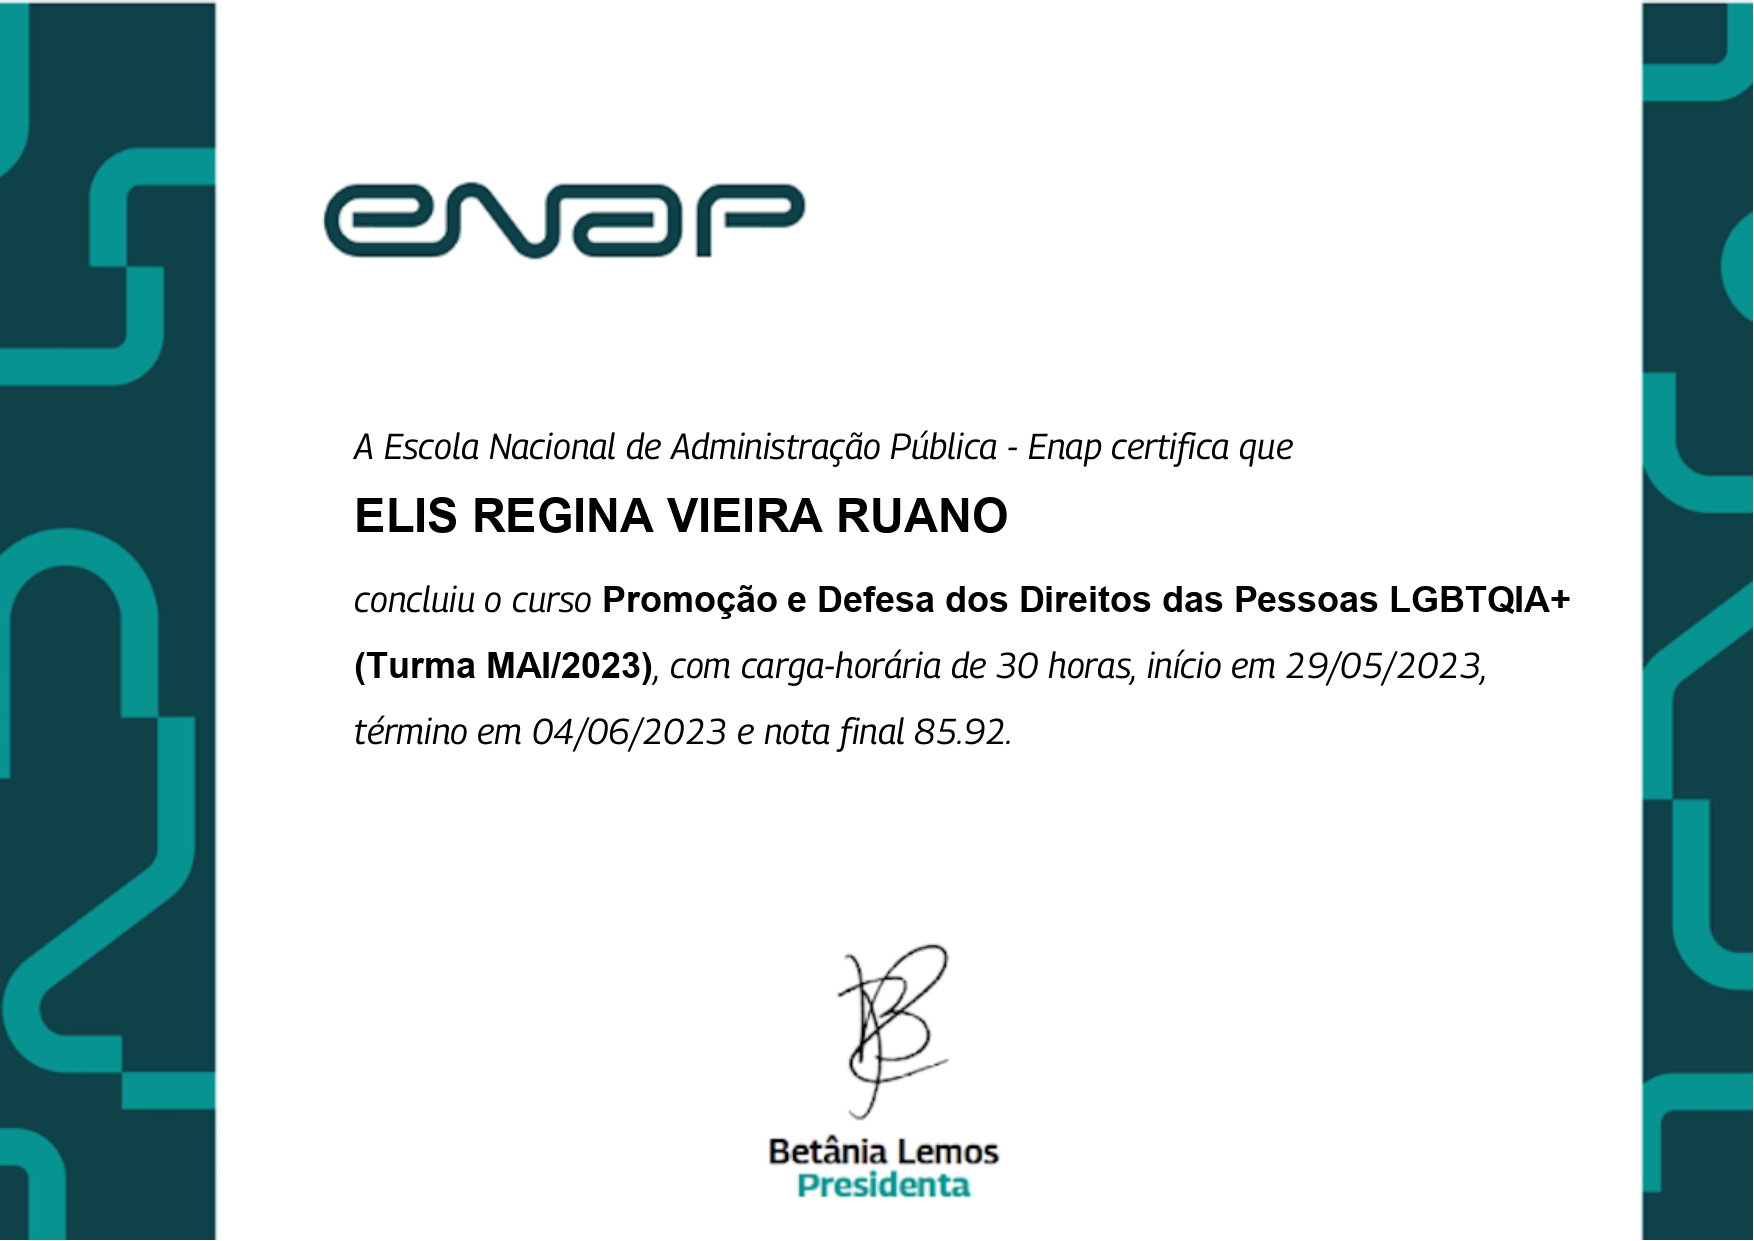 enap
A Escola Nacional de Administração Pública - Enap certifica que
ELIS REGINA VIEIRA RUANO
concluiu o curso Promoção e Defesa dos Direitos das Pessoas LGBTQIA+
(Turma MAI/2023), com carga-horária de 30 horas, início em 29/05/2023,
término em 04/06/2023 e nota final 85.92.
Betânia Lemos
Presidenta